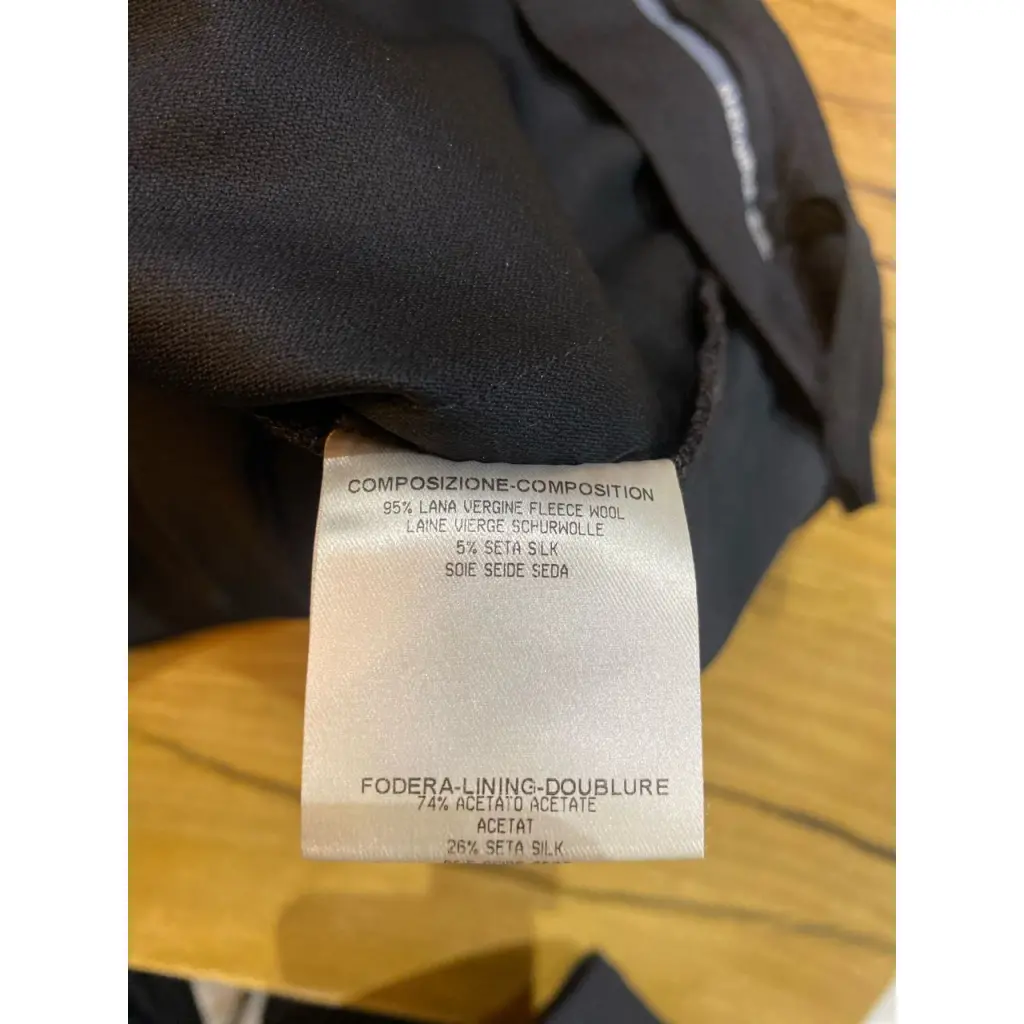 COMPOSIZIONE-COMPOSITION
95% LANA VERGINE FLEECE WOOL
LAINE VIERGE SCHURWOLLE
5% SETA SILK
SOIE SEIDE SEDA
FODERA-LINING-DOUBLURE
74% ACETATO ACETATE
ACETAT
26% SETA SILK